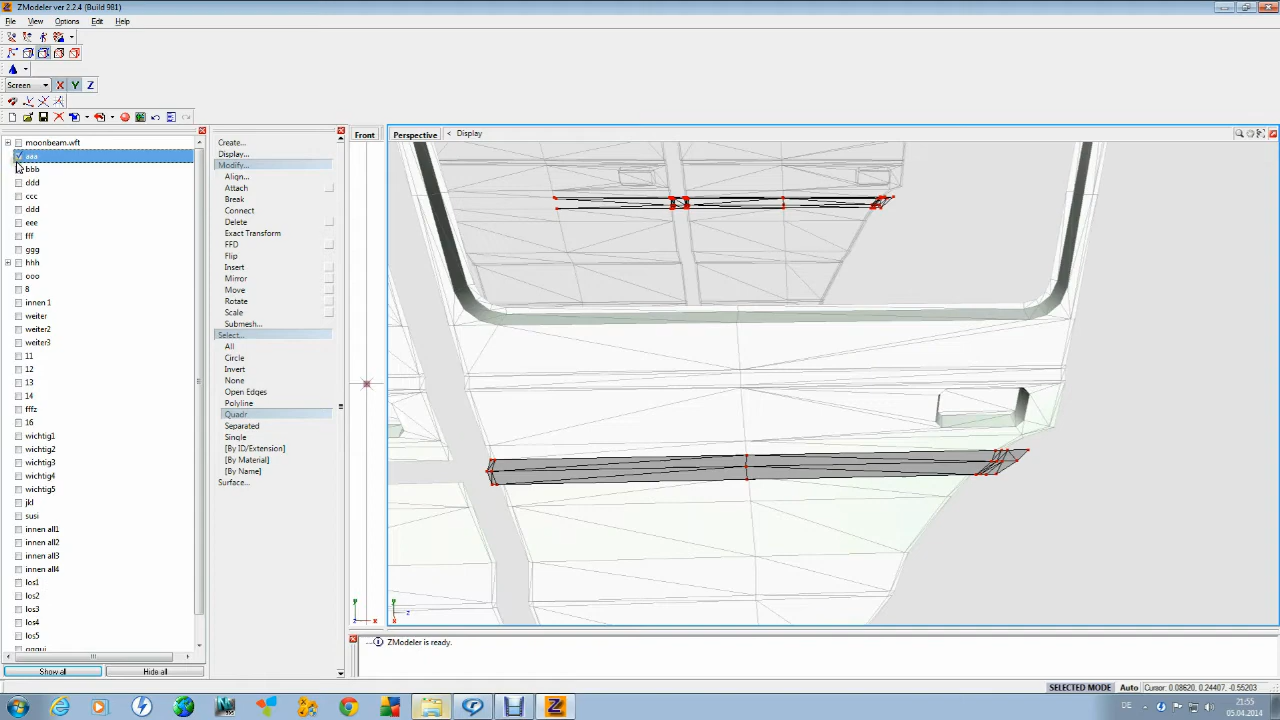 ZModeler ver 2.2.4 (Build 981)
File View Options Edit Help
Screen X Y Z
moonbeam.wft
aaa
bbb
ddd
ccc
ddd
eee
fff
ggg
hhh
ooo
8
innen 1
weiter
weiter2
weiter3
11
12
13
14
fffz
16
wichtig1
wichtig2
wichtig3
wichtig4
wichtig5
jkl
susi
innen all1
innen all2
innen all3
innen all4
los1
los2
los3
los4
los5
Show all Hide all
Create...
Display...
Modify...
Align...
Attach
Break
Connect
Delete
Exact Transform
FFD
Flip
Insert
Mirror
Move
Rotate
Scale
Submesh...
Select...
All
Circle
Invert
None
Open Edges
Polyline
Quadr
Separated
Single
[By ID/Extension]
[By Material]
[By Name]
Surface...
Front
Perspective < Display
y
z x
y
z
ZModeler is ready.
SELECTED MODE Auto Cursor: 0.08620, 0.24407, -0.55203
DE
21:55
05.04.2014